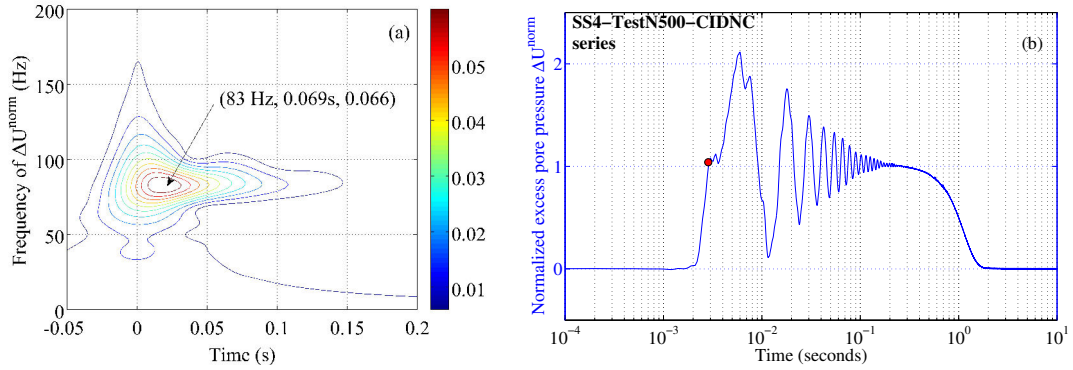 (a)
200
150
100
50
0
Frequency of ΔU^norm (Hz)
(83 Hz, 0.069s, 0.066)
-0.05 0 0.05 0.1 0.15 0.2
Time (s)
0.05
0.04
0.03
0.02
0.01
SS4-TestN500-CIDNC
series
(b)
2
1
0
Normalized excess pore pressure ΔU^norm
10^−4 10^−3 10^−2 10^−1 10^0 10^1
Time (seconds)